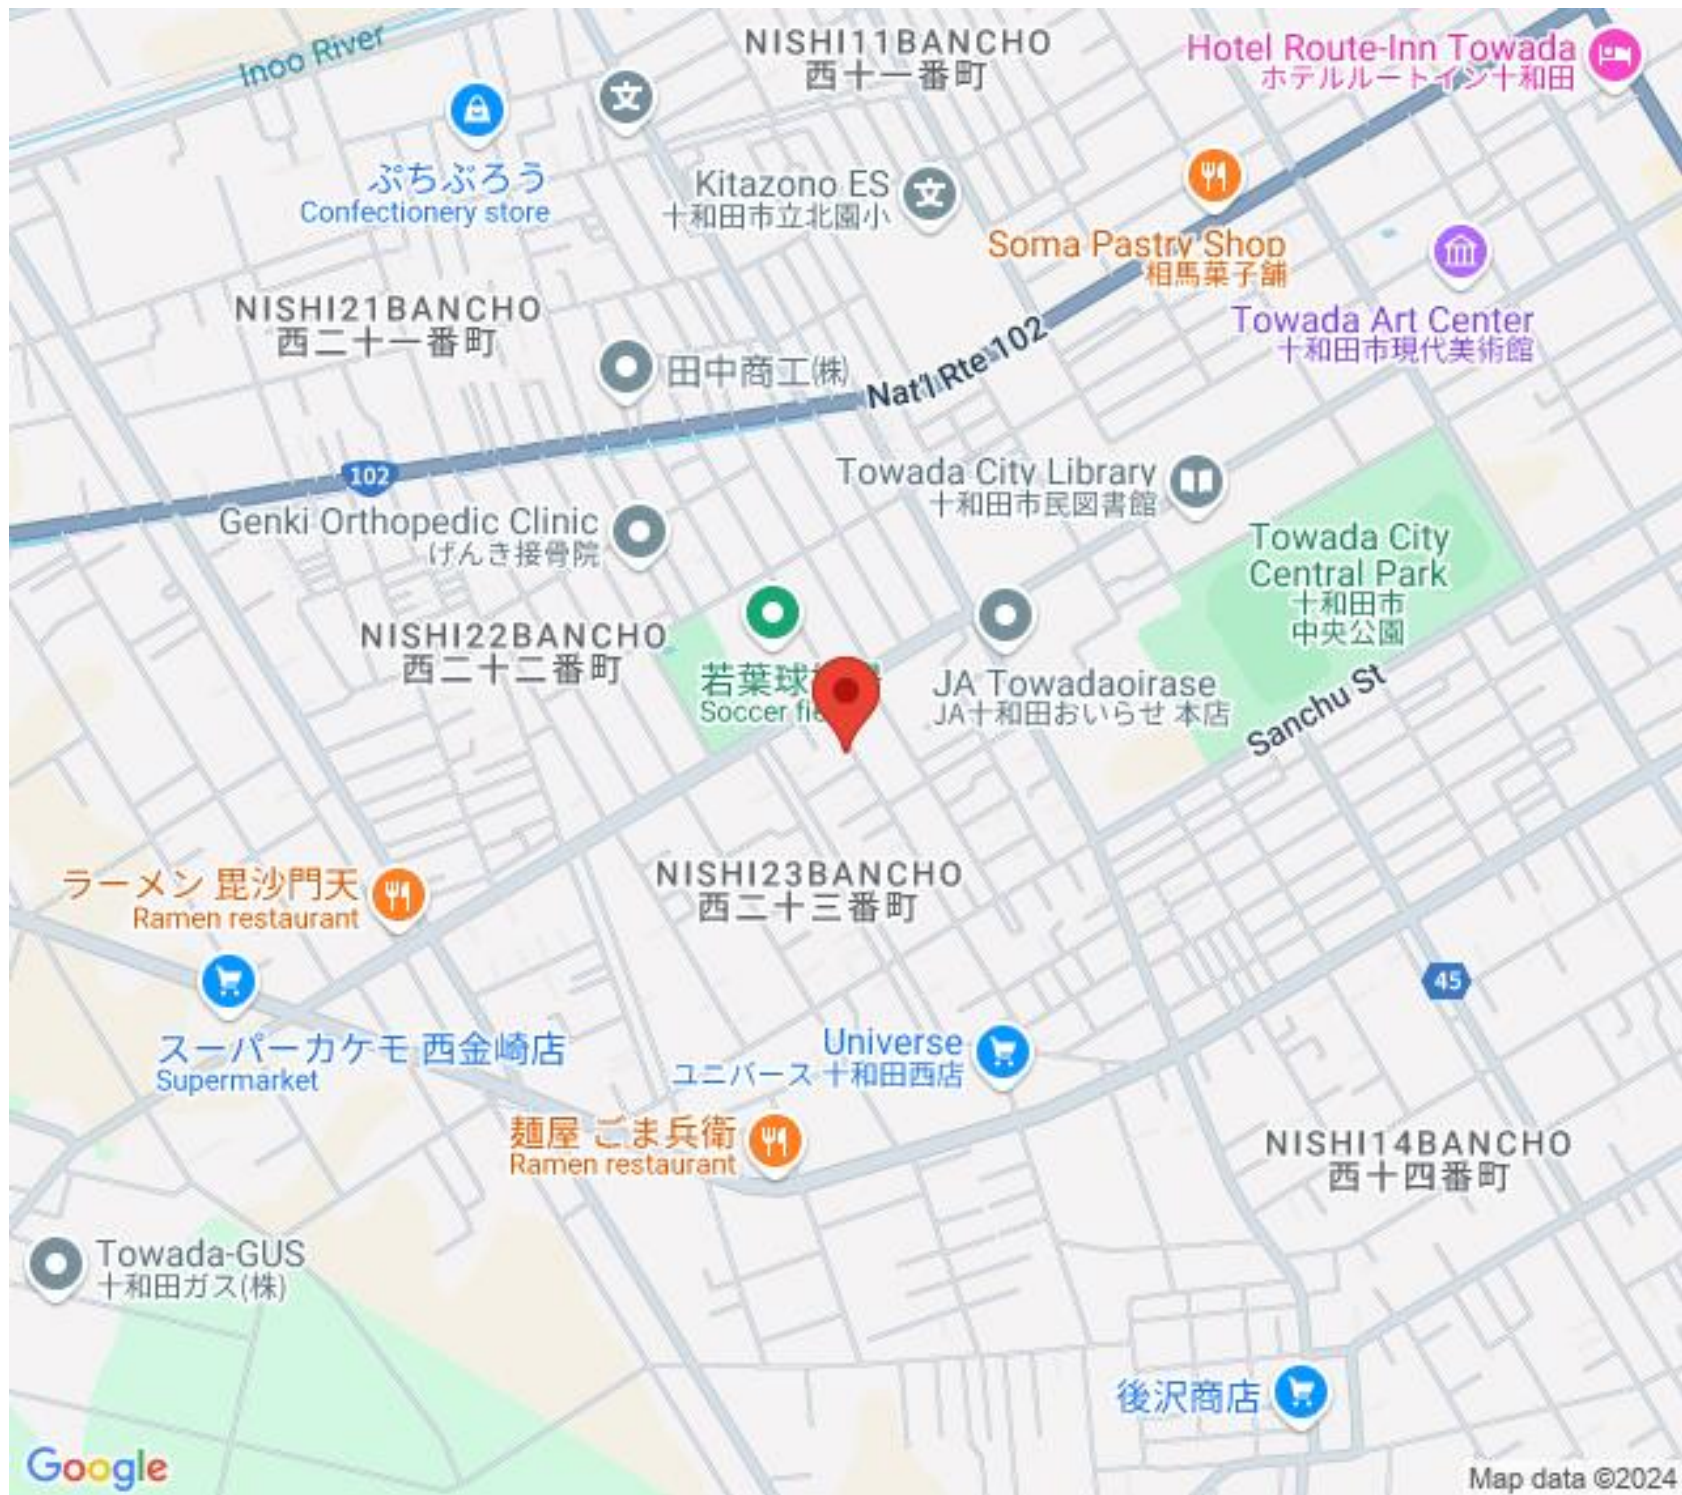 Inoo River
NISHI11BANCHO
西十一番町
Hotel Route-Inn Towada
ホテルルートイン十和田
文
ぷちぶろう
Confectionery store
Kitazono ES
十和田市立北園小
文
Soma Pastry Shop
相馬菓子舗
Towada Art Center
十和田市現代美術館
NISHI21BANCHO
西二十一番町
田中商工㈱
Nat'l Rte 102
102
Towada City Library
十和田市民図書館
Genki Orthopedic Clinic
げんき接骨院
Towada City
Central Park
十和田市
中央公園
NISHI22BANCHO
西二十二番町
若葉球
Soccer
JA Towadaoirase
JA十和田おいらせ 本店
Sanchu St
NISHI23BANCHO
西二十三番町
ラーメン 毘沙門天
Ramen restaurant
45
スーパーカケモ 西金崎店
Supermarket
Universe
ユニバース 十和田西店
麺屋 ごま兵衛
Ramen restaurant
NISHI14BANCHO
西十四番町
Towada-GUS
十和田ガス(株)
後沢商店
Google
Map data ©2024